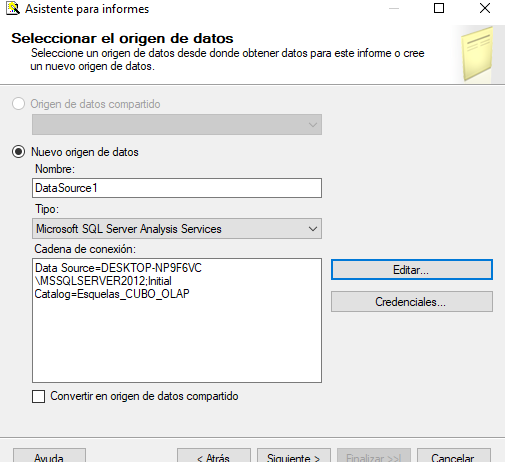 Asistente para informes
Seleccionar el origen de datos
Seleccione un origen de datos desde donde obtener datos para este informe o cree
un nuevo origen de datos.
Origen de datos compartido
Nuevo origen de datos
Nombre:
DataSource1
Tipo:
Microsoft SQL Server Analysis Services
Cadena de conexión:
Data Source=DESKTOP-NP9F6VC
\MSSQLSERVER2012;Initial
Catalog=Esquelas_CUBO_OLAP
Editar...
Credenciales...
Convertir en origen de datos compartido
Ayuda
< Atrás
Siguiente >
Finalizar >>|
Cancelar